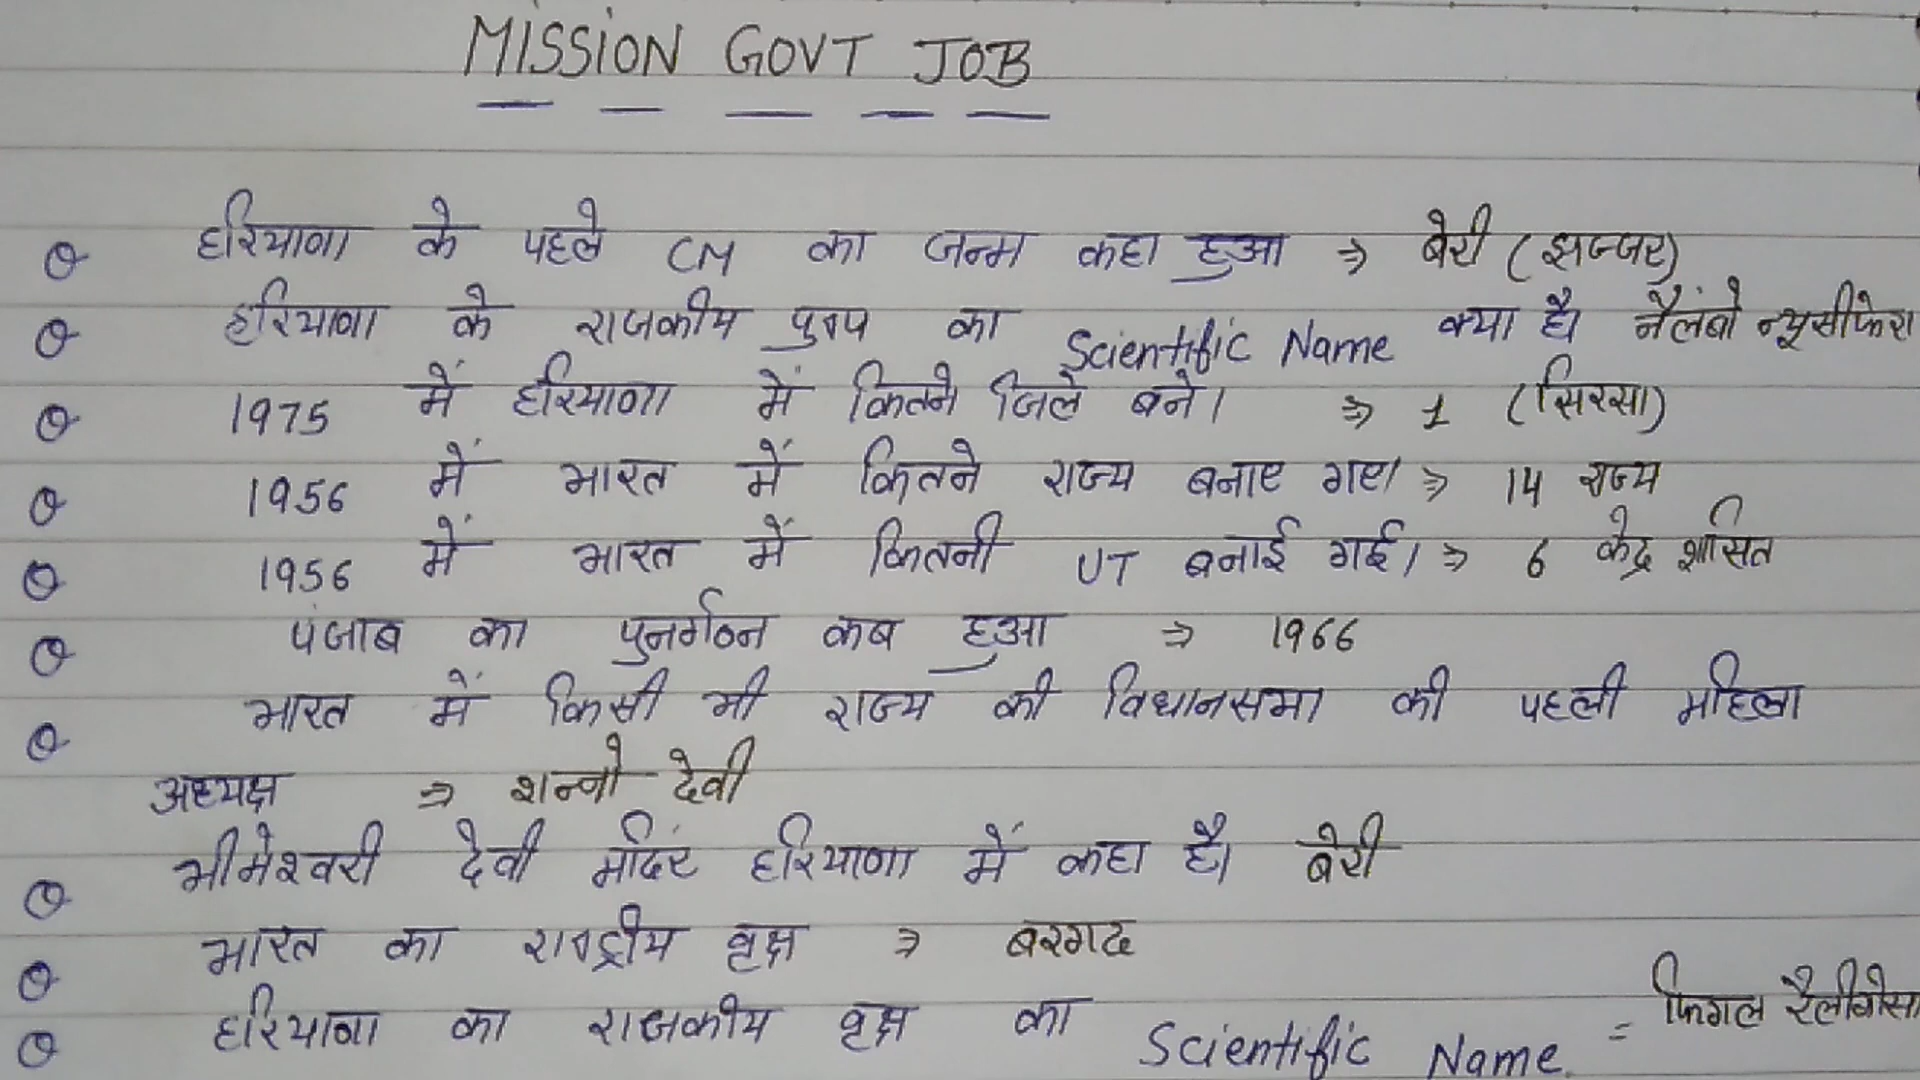 MISSION GOVT JOB
हरियाणा के पहले CM का जन्म कहा हुआ ⇒ बेरी (झज्जर)
हरियाणा के राजकीय पुष्प का Scientific Name क्या है। नैलंबो न्यूसीफेरा
1975 में हरियाणा में कितने जिले बने। ⇒ 1 (सिरसा)
1956 में भारत में कितने राज्य बनाए गए। ⇒ 14 राज्य
1956 में भारत में कितनी UT बनाई गई। ⇒ 6 केंद्र शासित
पंजाब का पुनर्गठन कब हुआ ⇒ 1966
भारत में किसी भी राज्य की विधानसभा की पहली महिला
अध्यक्ष ⇒ शन्नो देवी
भीमेश्वरी देवी मंदिर हरियाणा में कहा है। बेरी
भारत का राष्ट्रीय वृक्ष ⇒ बरगद
हरियाणा का राजकीय वृक्ष का Scientific Name = फिगल रैलीगोसा